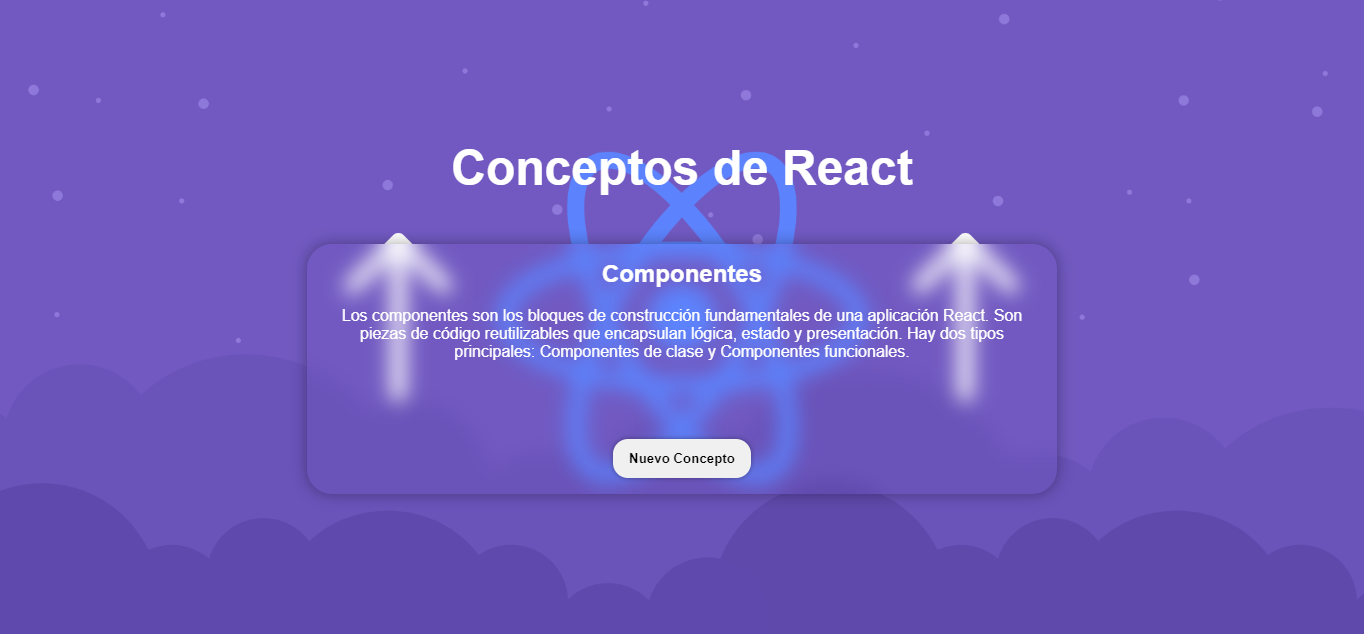 Conceptos de React
Componentes
Los componentes son los bloques de construcción fundamentales de una aplicación React. Son
piezas de código reutilizables que encapsulan lógica, estado y presentación. Hay dos tipos
principales: Componentes de clase y Componentes funcionales.
Nuevo Concepto